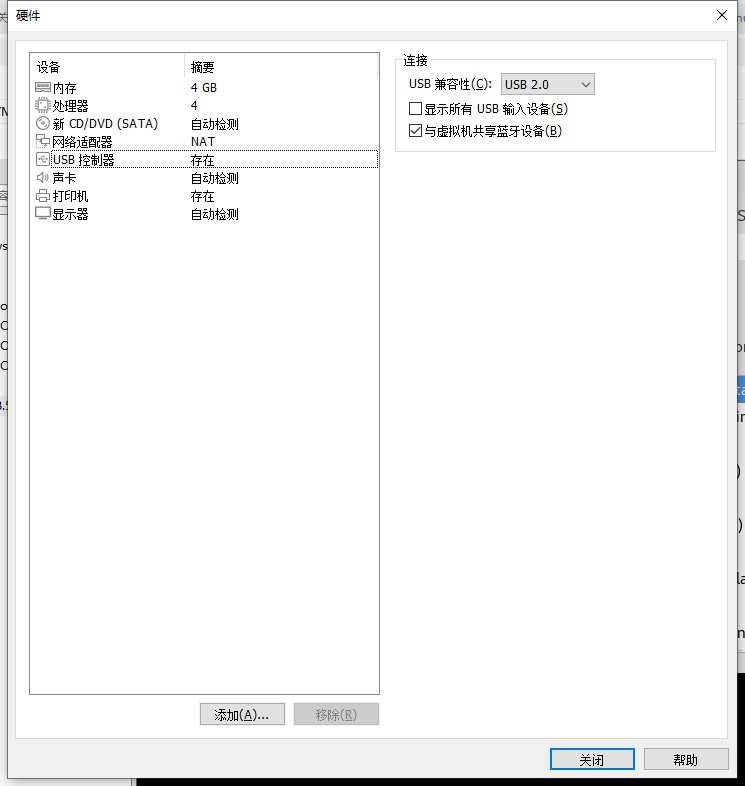 硬件
设备 摘要
内存 4 GB
处理器 4
新 CD/DVD (SATA) 自动检测
网络适配器 NAT
USB 控制器 存在
声卡 自动检测
打印机 存在
显示器 自动检测
添加(A)... 移除(R)
连接
USB 兼容性(C): USB 2.0
显示所有 USB 输入设备(S)
与虚拟机共享蓝牙设备(B)
关闭 帮助